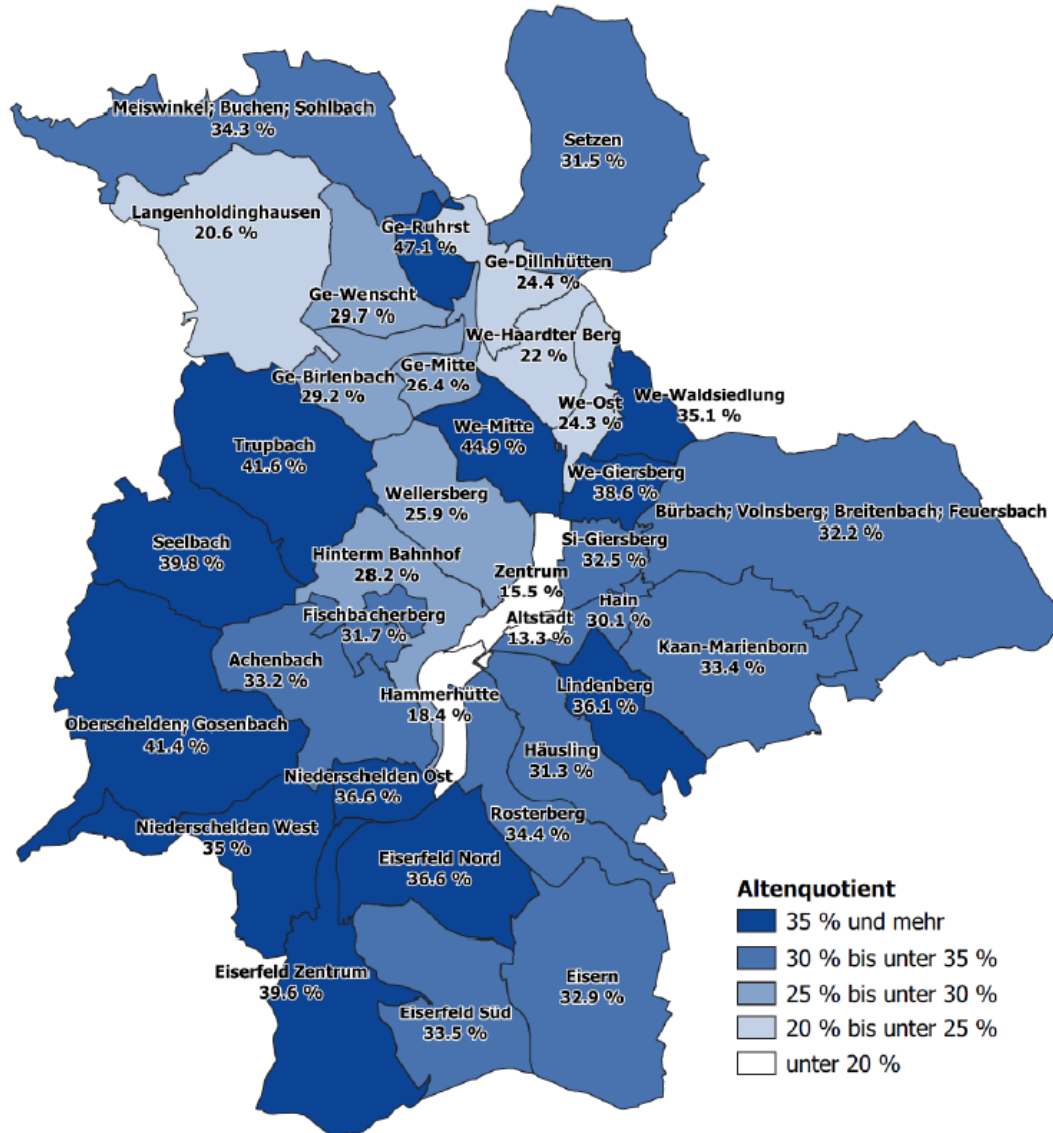 Meiswinkel; Buchen; Sohlbach
34.3 %
Setzen
31.5 %
Langenholdinghausen
20.6 %
Ge-Ruhrst
47.1 %
Ge-Dillnhütten
24.4 %
Ge-Wenscht
29.7 %
We-Haardter Berg
22 %
Ge-Mitte
26.4 %
Ge-Birlenbach
29.2 %
We-Waldsiedlung
35.1 %
We-Ost
24.3 %
We-Mitte
44.9 %
Trupbach
41.6 %
We-Giersberg
38.6 %
Wellersberg
25.9 %
Bürbach; Volnsberg; Breitenbach; Feuersbach
32.2 %
Seelbach
39.8 %
Si-Giersberg
32.5 %
Hinterm Bahnhof
28.2 %
Zentrum
15.5 %
Hain
30.1 %
Fischbacherberg
31.7 %
Altstadt
13.3 %
Kaan-Marienborn
33.4 %
Achenbach
33.2 %
Lindenberg
36.1 %
Hammerhütte
18.4 %
Oberschelden; Gosenbach
41.4 %
Häusling
31.3 %
Niederschelden Ost
36.6 %
Rosterberg
34.4 %
Niederschelden West
35 %
Eiserfeld Nord
36.6 %
Eiserfeld Zentrum
39.6 %
Eisern
32.9 %
Eiserfeld Süd
33.5 %
Altenquotient
35 % und mehr
30 % bis unter 35 %
25 % bis unter 30 %
20 % bis unter 25 %
unter 20 %